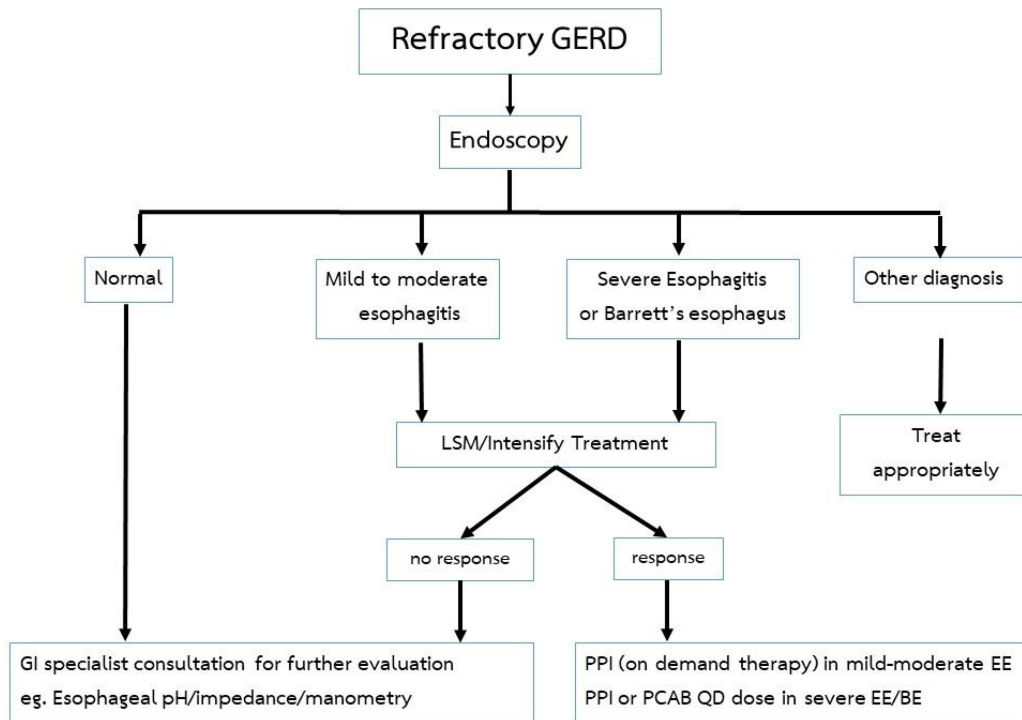 Refractory GERD
Endoscopy
Normal
Mild to moderate
esophagitis
Severe Esophagitis
or Barrett's esophagus
Other diagnosis
LSM/Intensify Treatment
Treat
appropriately
no response
response
GI specialist consultation for further evaluation
eg. Esophageal pH/impedance/manometry
PPI (on demand therapy) in mild-moderate EE
PPI or PCAB QD dose in severe EE/BE